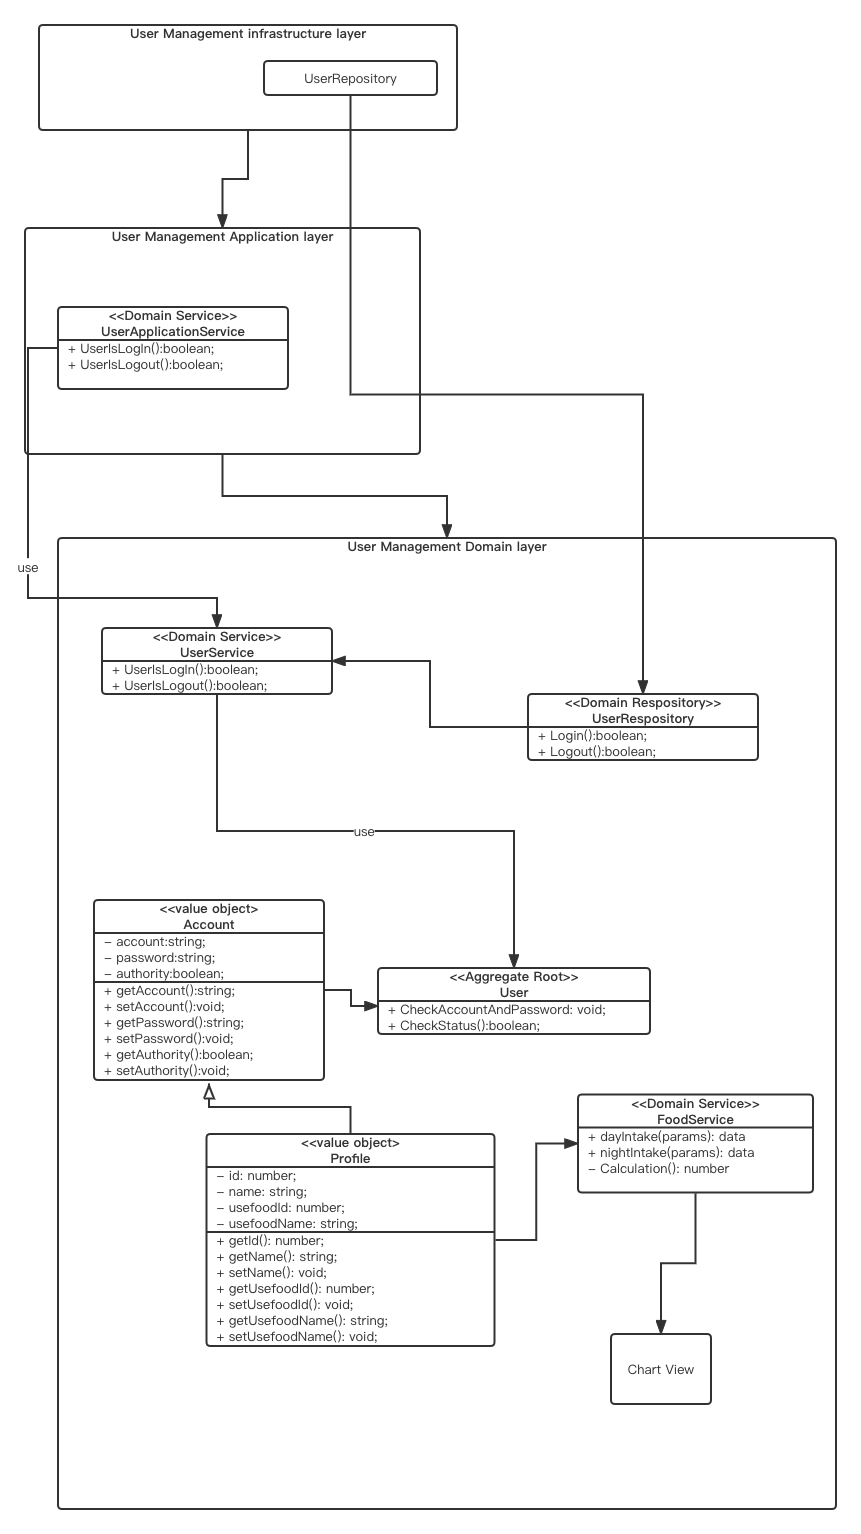 User Management infrastructure layer
UserRepository
User Management Application layer
<<Domain Service>>
UserApplicationService
+ UserIsLogIn():boolean;
+ UserIsLogout():boolean;
use
User Management Domain layer
<<Domain Service>>
UserService
+ UserIsLogIn():boolean;
+ UserIsLogout():boolean;
<<Domain Respository>>
UserRespository
+ Login():boolean;
+ Logout():boolean;
use
<<value object>
Account
− account:string;
− password:string;
− authority:boolean;
+ getAccount():string;
+ setAccount():void;
+ getPassword():string;
+ setPassword():void;
+ getAuthority():boolean;
+ setAuthority():void;
<<Aggregate Root>>
User
+ CheckAccountAndPassword: void;
+ CheckStatus():boolean;
<<Domain Service>>
FoodService
+ dayIntake(params): data
+ nightIntake(params): data
− Calculation(): number
<<value object>
Profile
− id: number;
− name: string;
− usefoodId: number;
− usefoodName: string;
+ getId(): number;
+ getName(): string;
+ setName(): void;
+ getUsefoodId(): number;
+ setUsefoodId(): void;
+ getUsefoodName(): string;
+ setUsefoodName(): void;
Chart View